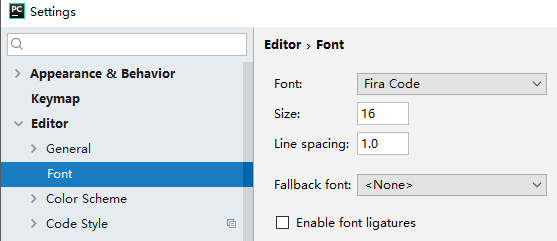 PC Settings
Appearance & Behavior
Keymap
Editor
General
Font
Color Scheme
Code Style
Editor › Font
Font: Fira Code
Size: 16
Line spacing: 1.0
Fallback font: <None>
Enable font ligatures